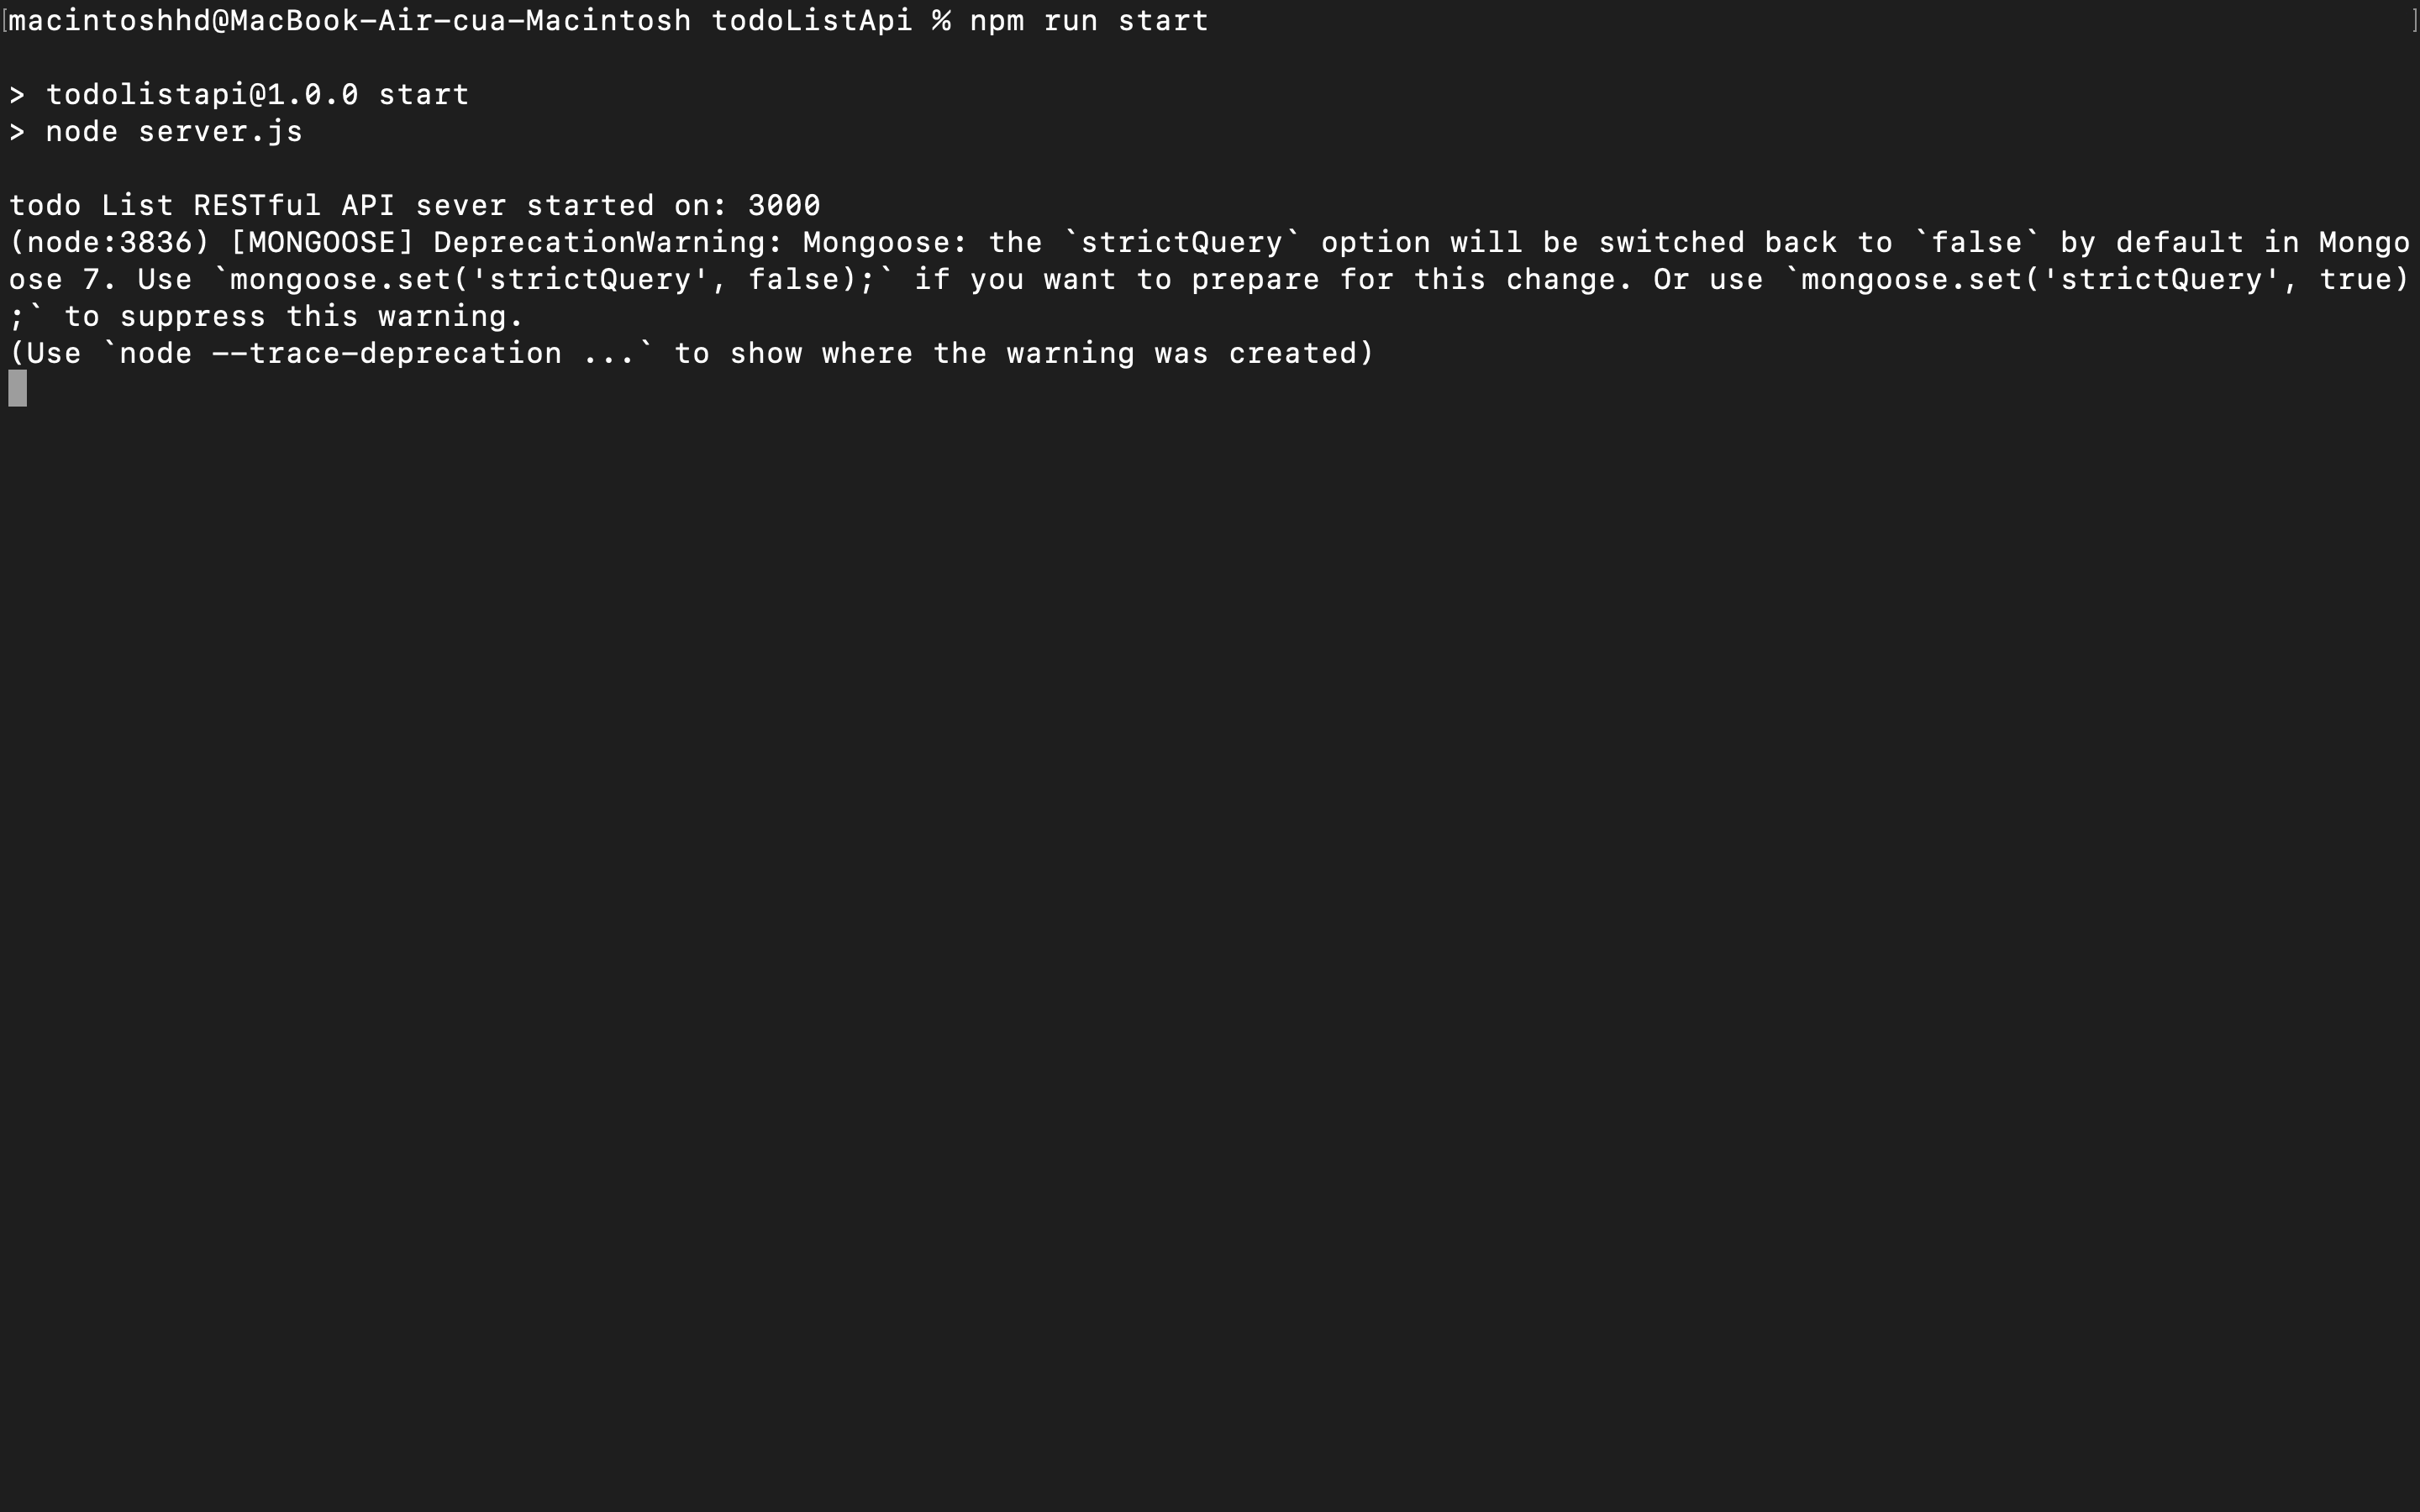 macintoshhd@MacBook-Air-cua-Macintosh todoListApi % npm run start
> todolistapi@1.0.0 start
> node server.js
todo List RESTful API sever started on: 3000
(node:3836) [MONGOOSE] DeprecationWarning: Mongoose: the `strictQuery` option will be switched back to `false` by default in Mongo
ose 7. Use `mongoose.set('strictQuery', false);` if you want to prepare for this change. Or use `mongoose.set('strictQuery', true)
;` to suppress this warning.
(Use `node --trace-deprecation ...` to show where the warning was created)